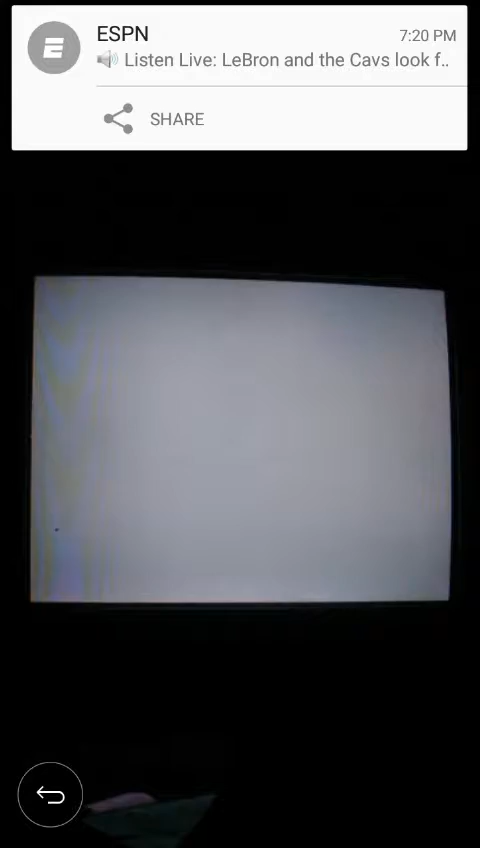 ESPN
7:20 PM
🔊 Listen Live: LeBron and the Cavs look f..
SHARE